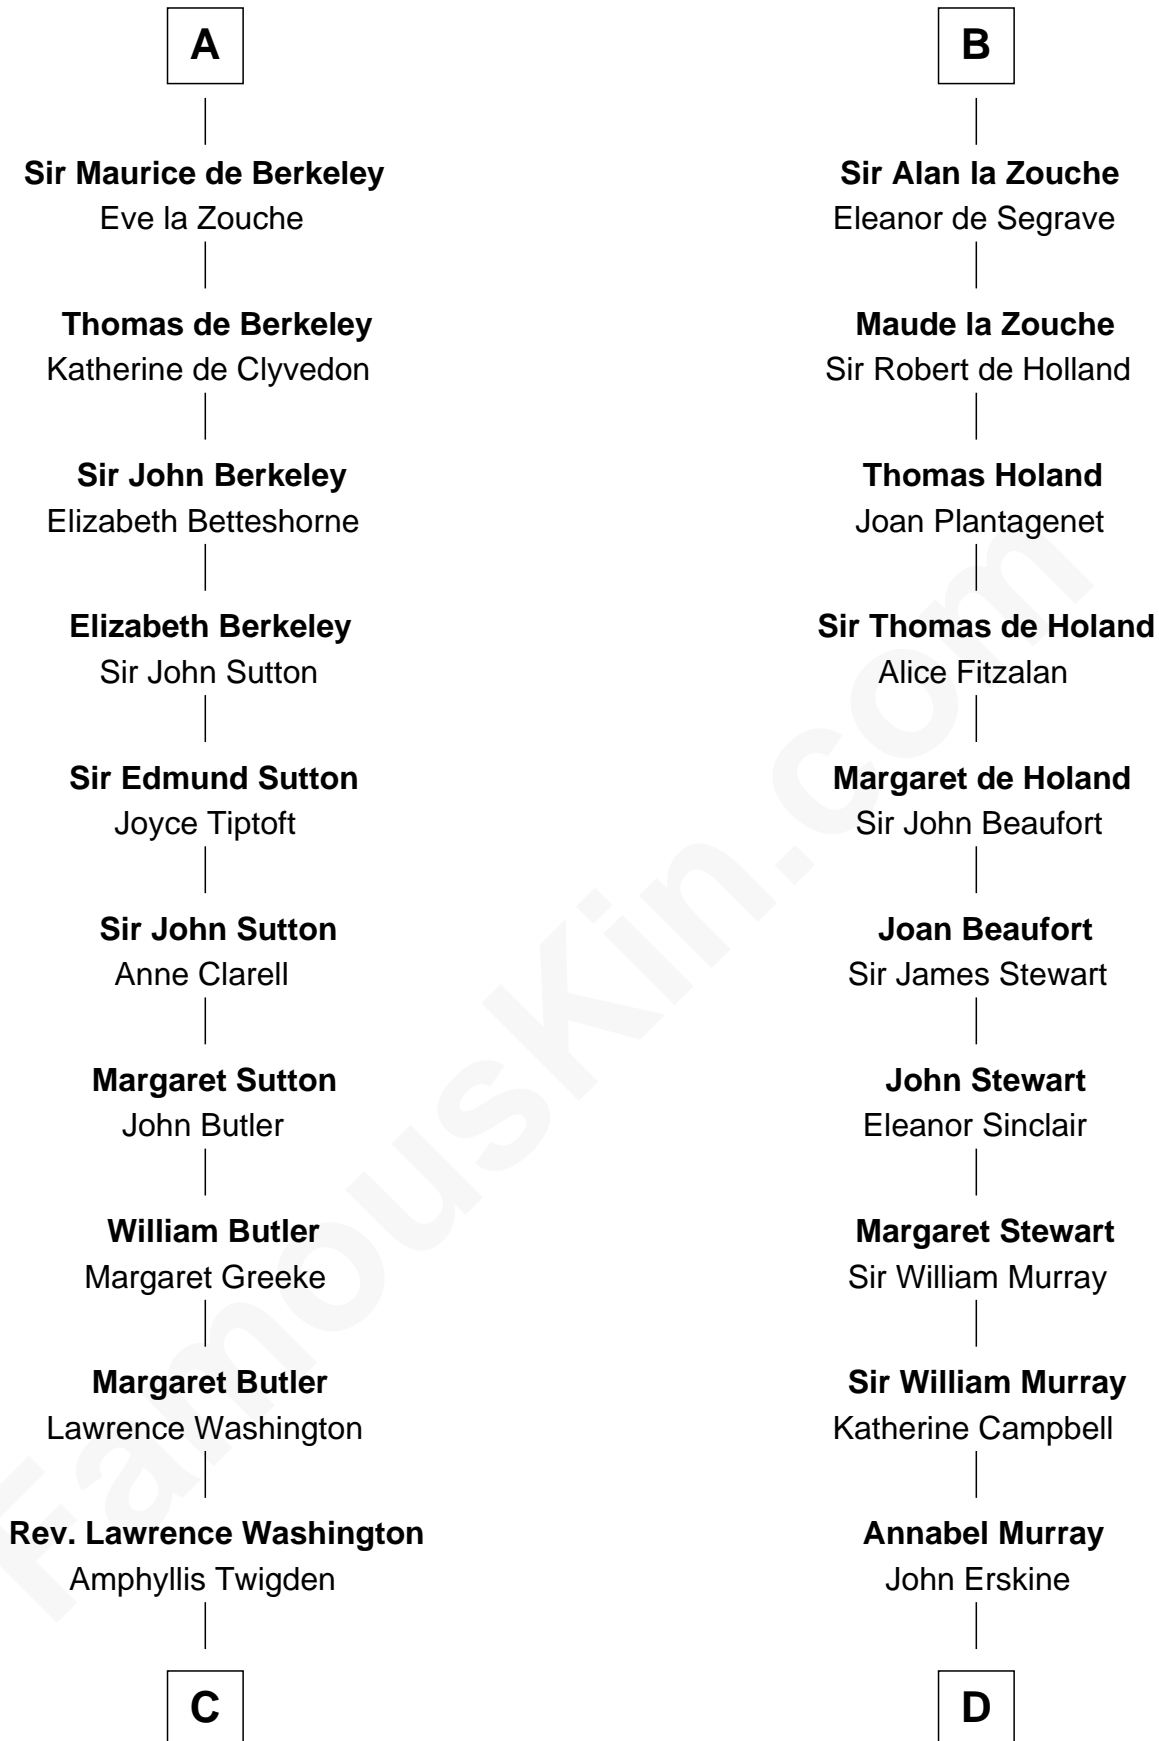 A
Sir Maurice de Berkeley
Eve la Zouche
Thomas de Berkeley
Katherine de Clyvedon
Sir John Berkeley
Elizabeth Betteshorne
Elizabeth Berkeley
Sir John Sutton
Sir Edmund Sutton
Joyce Tiptoft
Sir John Sutton
Anne Clarell
Margaret Sutton
John Butler
William Butler
Margaret Greeke
Margaret Butler
Lawrence Washington
Rev. Lawrence Washington
Amphyllis Twigden
C
B
Sir Alan la Zouche
Eleanor de Segrave
Maude la Zouche
Sir Robert de Holland
Thomas Holand
Joan Plantagenet
Sir Thomas de Holand
Alice Fitzalan
Margaret de Holand
Sir John Beaufort
Joan Beaufort
Sir James Stewart
John Stewart
Eleanor Sinclair
Margaret Stewart
Sir William Murray
Sir William Murray
Katherine Campbell
Annabel Murray
John Erskine
D
FamousKin.com